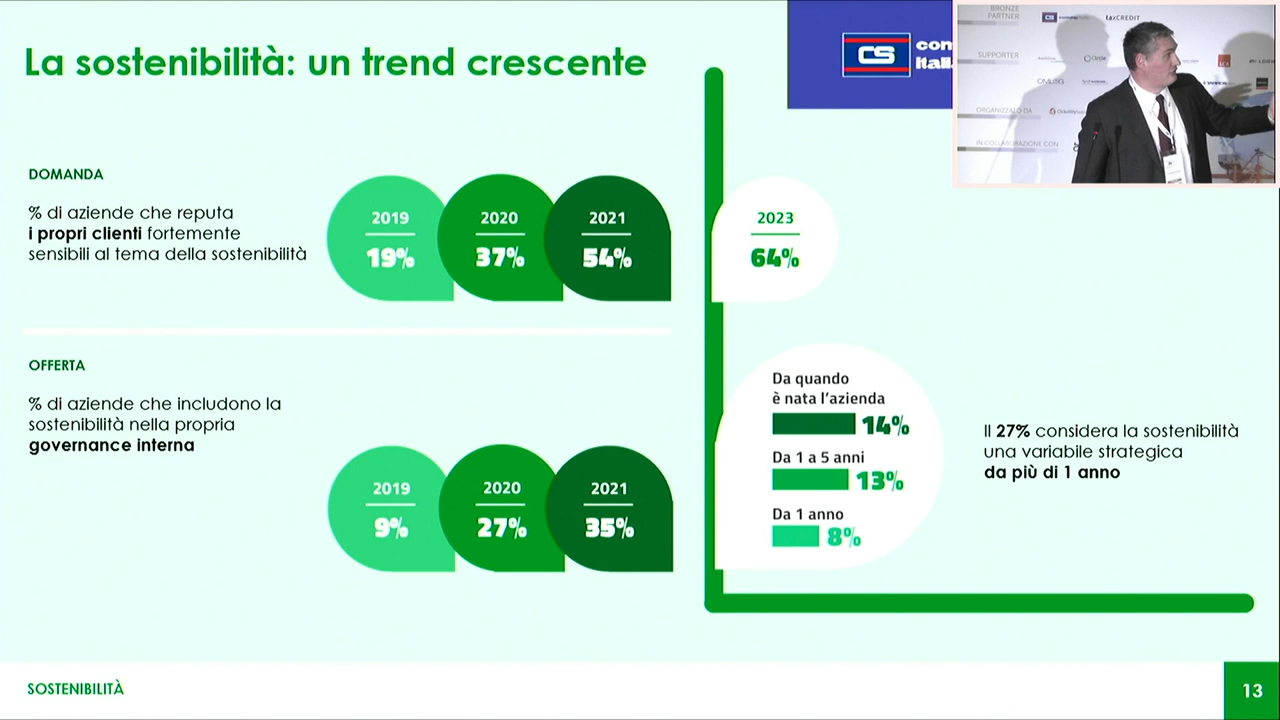 La sostenibilità: un trend crescente
CS
BRONZE
PARTNER
taxCREDIT
SUPPORTER
ORGANIZZATO DA
IN COLLABORAZIONE CON
DOMANDA
% di aziende che reputa
i propri clienti fortemente
sensibili al tema della sostenibilità
2019
19%
2020
37%
2021
54%
2023
64%
OFFERTA
% di aziende che includono la
sostenibilità nella propria
governance interna
2019
9%
2020
27%
2021
35%
Da quando
è nata l'azienda
14%
Da 1 a 5 anni
13%
Da 1 anno
8%
Il 27% considera la sostenibilità
una variabile strategica
da più di 1 anno
SOSTENIBILITÀ
13